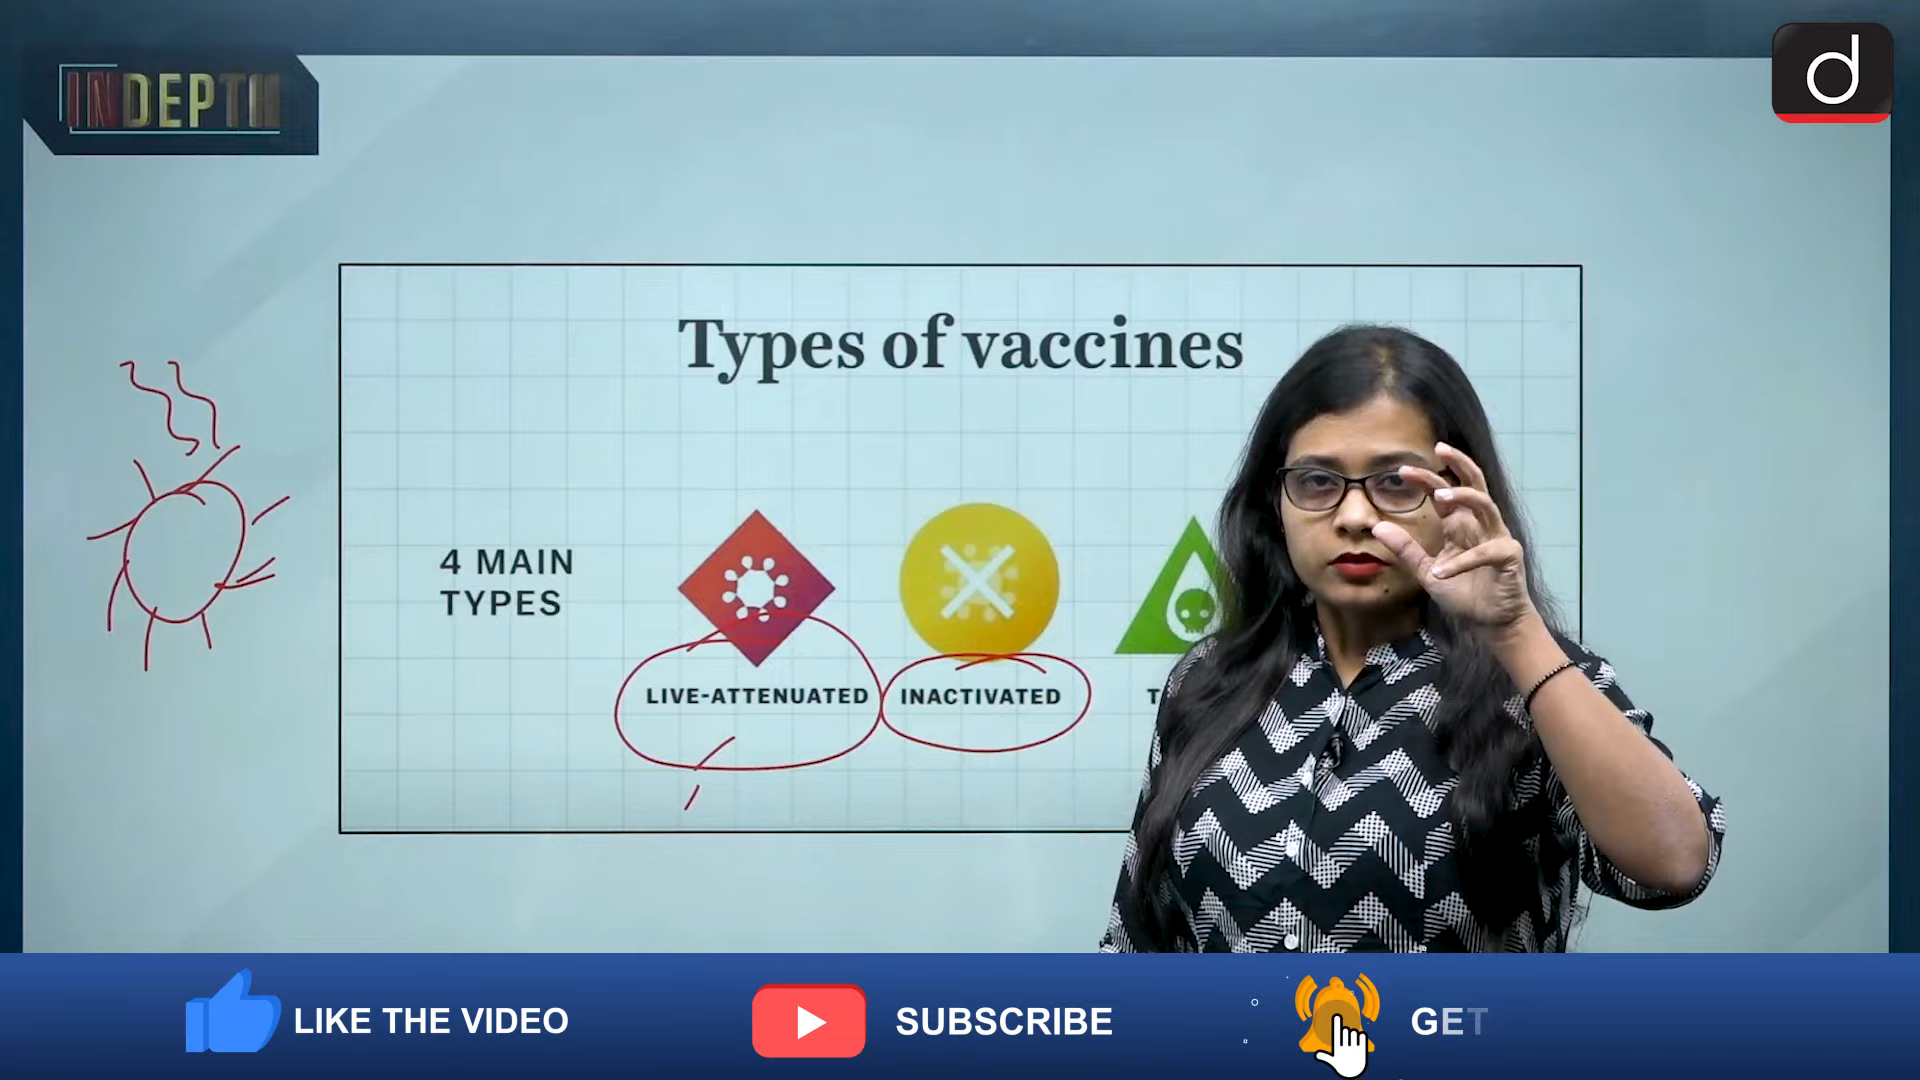 INDEPTH
d
Types of vaccines
4 MAIN
TYPES
LIVE-ATTENUATED
INACTIVATED
T
LIKE THE VIDEO
SUBSCRIBE
GET